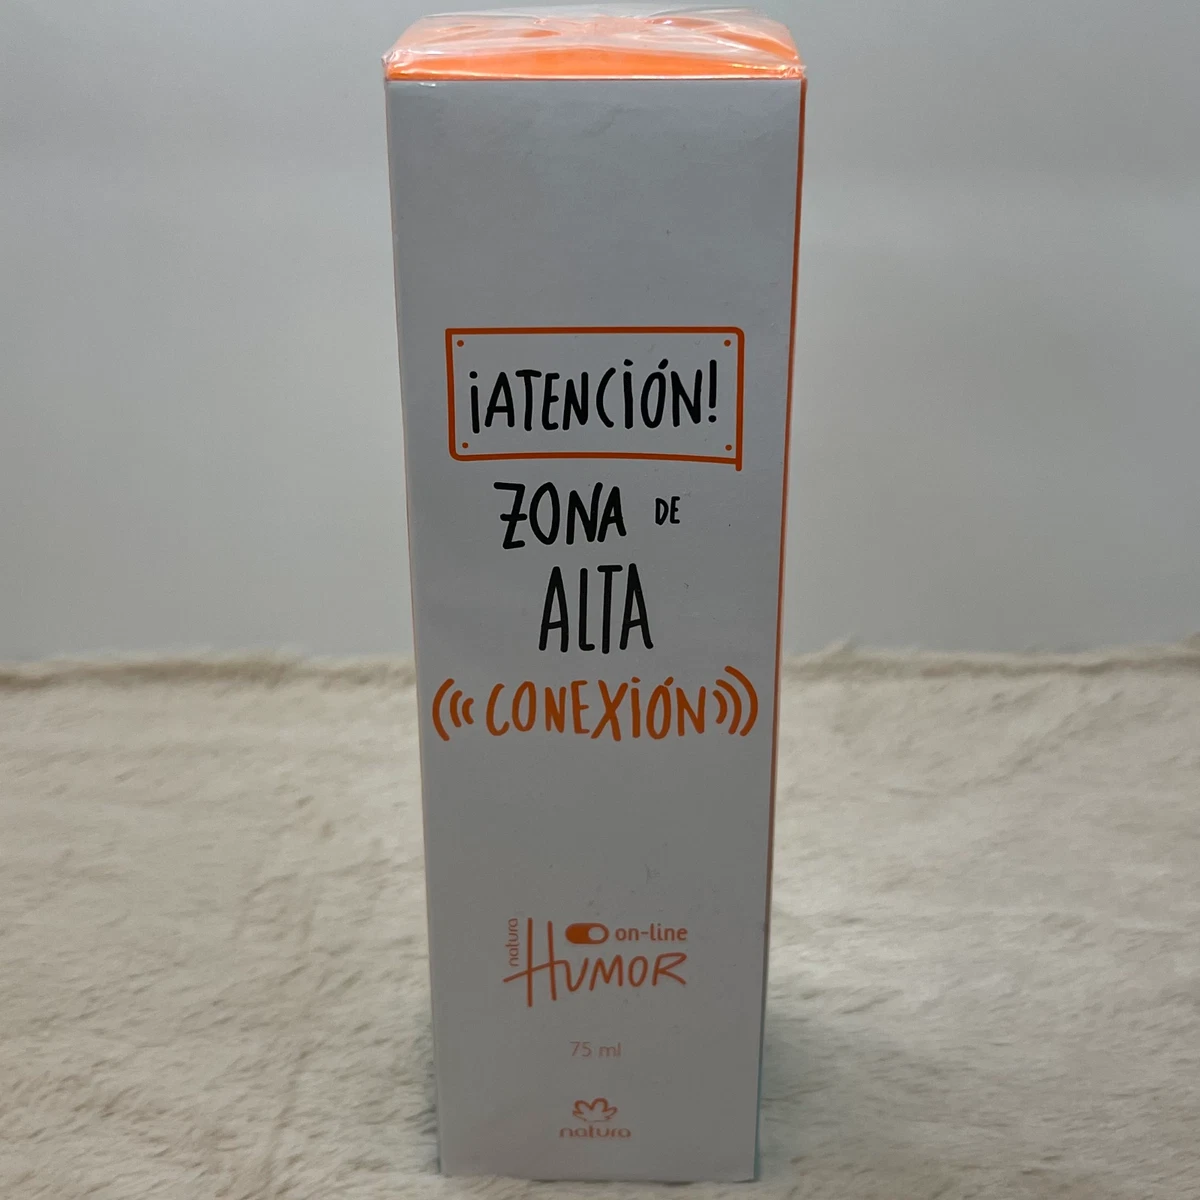 ¡ATENCIÓN!
ZONA DE
ALTA
((( CONEXIÓN )))
natura
on-line
HUMOR
75 ml
natura